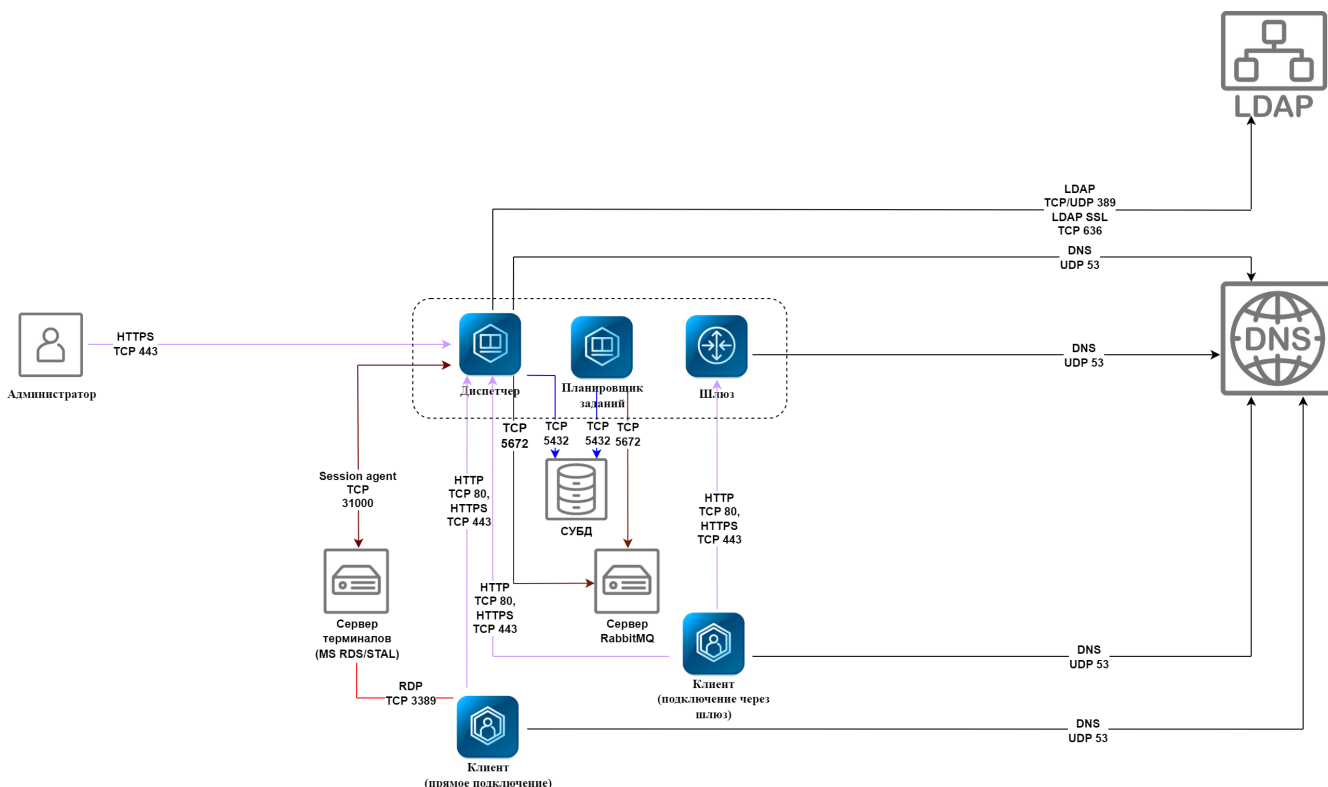 LDAP
LDAP
TCP/UDP 389
LDAP SSL
TCP 636
DNS
UDP 53
HTTPS
TCP 443
Администратор
Диспетчер
Планировщик
заданий
Шлюз
DNS
UDP 53
DNS
TCP
5672
TCP
5432
TCP
5432
TCP
5672
Session agent
TCP
31000
HTTP
TCP 80,
HTTPS
TCP 443
СУБД
HTTP
TCP 80,
HTTPS
TCP 443
HTTP
TCP 80,
HTTPS
TCP 443
Сервер
терминалов
(MS RDS/STAL)
Сервер
RabbitMQ
RDP
TCP 3389
Клиент
(подключение через
шлюз)
DNS
UDP 53
DNS
UDP 53
Клиент
(прямое подключение)